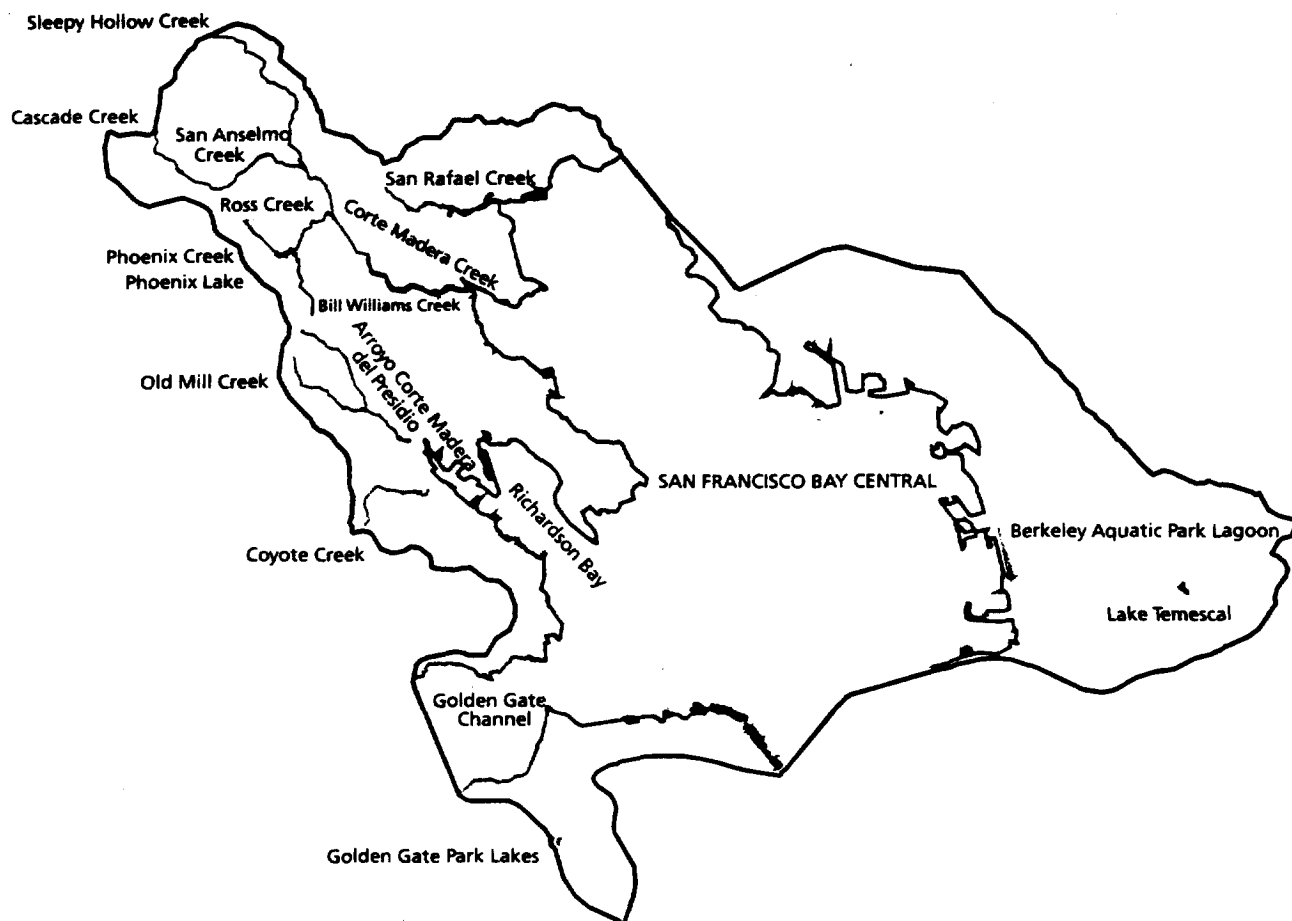 Sleepy Hollow Creek
Cascade Creek
San Anselmo
Creek
San Rafael Creek
Ross Creek
Corte Madera Creek
Phoenix Creek
Phoenix Lake
Bill Williams Creek
Arroyo Corte Madera
del Presidio
Old Mill Creek
SAN FRANCISCO BAY CENTRAL
Richardson Bay
Berkeley Aquatic Park Lagoon
Coyote Creek
Lake Temescal
Golden Gate
Channel
Golden Gate Park Lakes